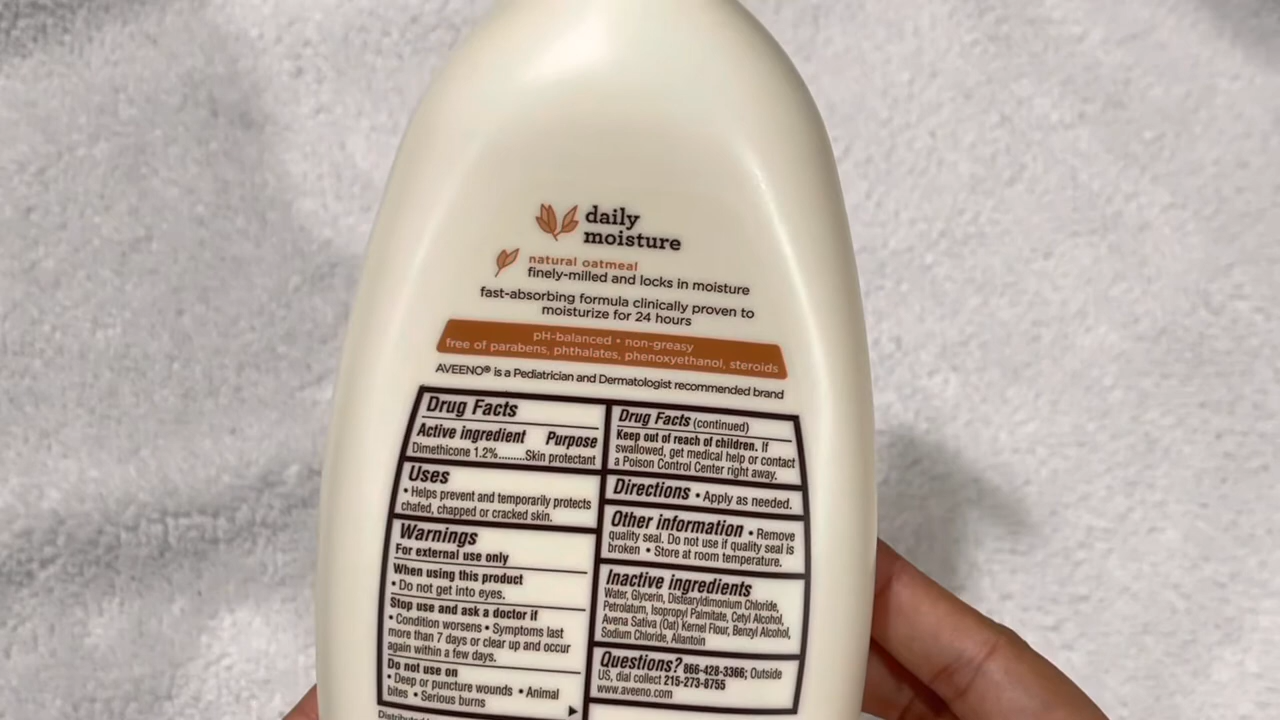 daily
moisture
natural oatmeal
finely-milled and locks in moisture
fast-absorbing formula clinically proven to
moisturize for 24 hours
pH-balanced • non-greasy
free of parabens, phthalates, phenoxyethanol, steroids
AVEENO® is a Pediatrician and Dermatologist recommended brand
Drug Facts
Active ingredient Purpose
Dimethicone 1.2%.........Skin protectant
Uses
• Helps prevent and temporarily protects
chafed, chapped or cracked skin.
Warnings
For external use only
When using this product
• Do not get into eyes.
Stop use and ask a doctor if
• Condition worsens • Symptoms last
more than 7 days or clear up and occur
again within a few days.
Do not use on
• Deep or puncture wounds • Animal
bites • Serious burns
Drug Facts (continued)
Keep out of reach of children. If
swallowed, get medical help or contact
a Poison Control Center right away.
Directions • Apply as needed.
Other information • Remove
quality seal. Do not use if quality seal is
broken • Store at room temperature.
Inactive ingredients
Water, Glycerin, Distearyldimonium Chloride,
Petrolatum, Isopropyl Palmitate, Cetyl Alcohol,
Avena Sativa (Oat) Kernel Flour, Benzyl Alcohol,
Sodium Chloride, Allantoin
Questions? 866-428-3366; Outside
US, dial collect 215-273-8755
www.aveeno.com